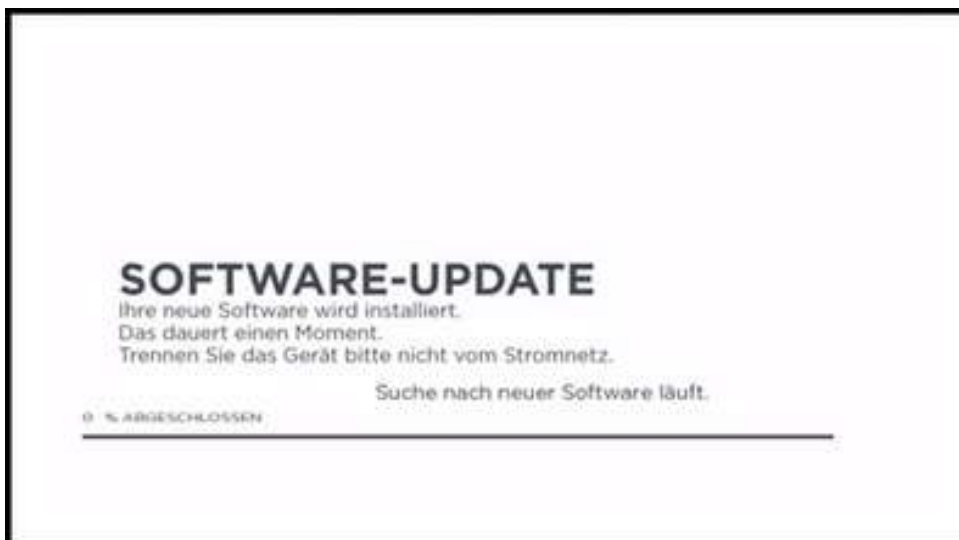 SOFTWARE-UPDATE
Ihre neue Software wird installiert.
Das dauert einen Moment.
Trennen Sie das Gerät bitte nicht vom Stromnetz.
Suche nach neuer Software läuft.
0 % ABGESCHLOSSEN